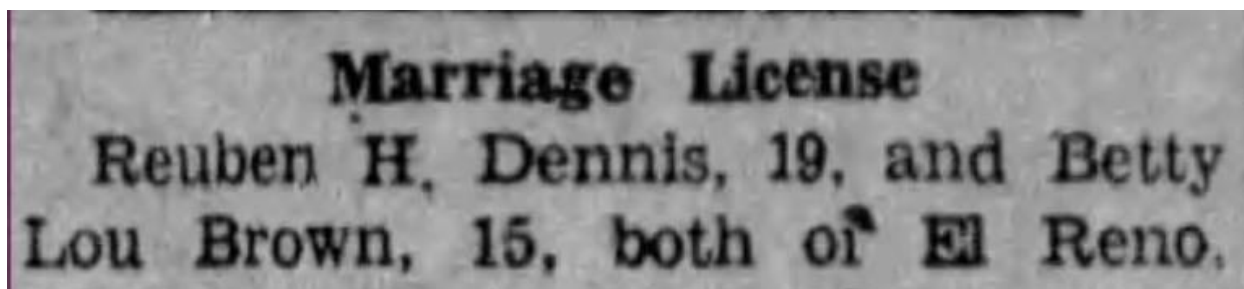 Marriage License
Reuben H. Dennis, 19, and Betty
Lou Brown, 15, both of El Reno.